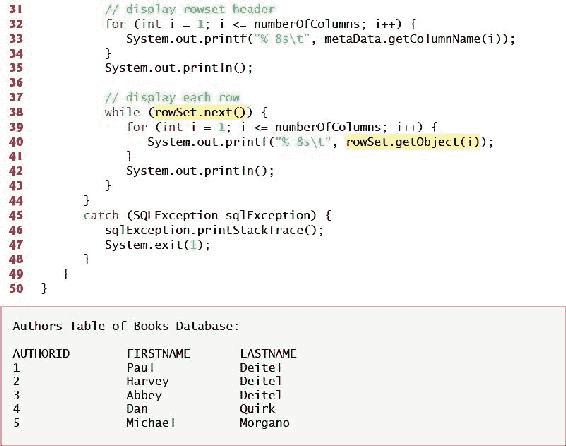 31 // display rowset header
32 for (int i = 1; i <= numberOfColumns; i++) {
33 System.out.printf("%-8s\t", metaData.getColumnName(i));
34 }
35 System.out.println();
36
37 // display each row
38 while (rowSet.next()) {
39 for (int i = 1; i <= numberOfColumns; i++) {
40 System.out.printf("%-8s\t", rowSet.getObject(i));
41 }
42 System.out.println();
43 }
44 }
45 catch (SQLException sqlException) {
46 sqlException.printStackTrace();
47 System.exit(1);
48 }
49 }
50 }
Authors Table of Books Database:
AUTHORID FIRSTNAME LASTNAME
1 Paul Deitel
2 Harvey Deitel
3 Abbey Deitel
4 Dan Quirk
5 Michael Morgano